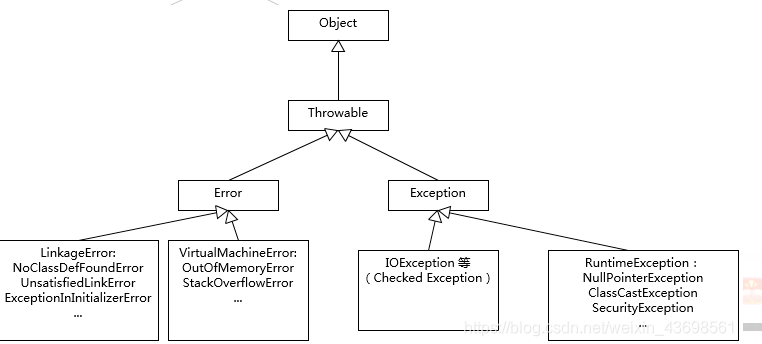 Object
Throwable
Error
Exception
LinkageError:
NoClassDefFoundError
UnsatisfiedLinkError
ExceptionInInitializerError
...
VirtualMachineError:
OutOfMemoryError
StackOverflowError
...
IOException 等
（Checked Exception）
RuntimeException：
NullPointerException
ClassCastException
SecurityException
...
https://blog.csdn.net/weixin_43698561